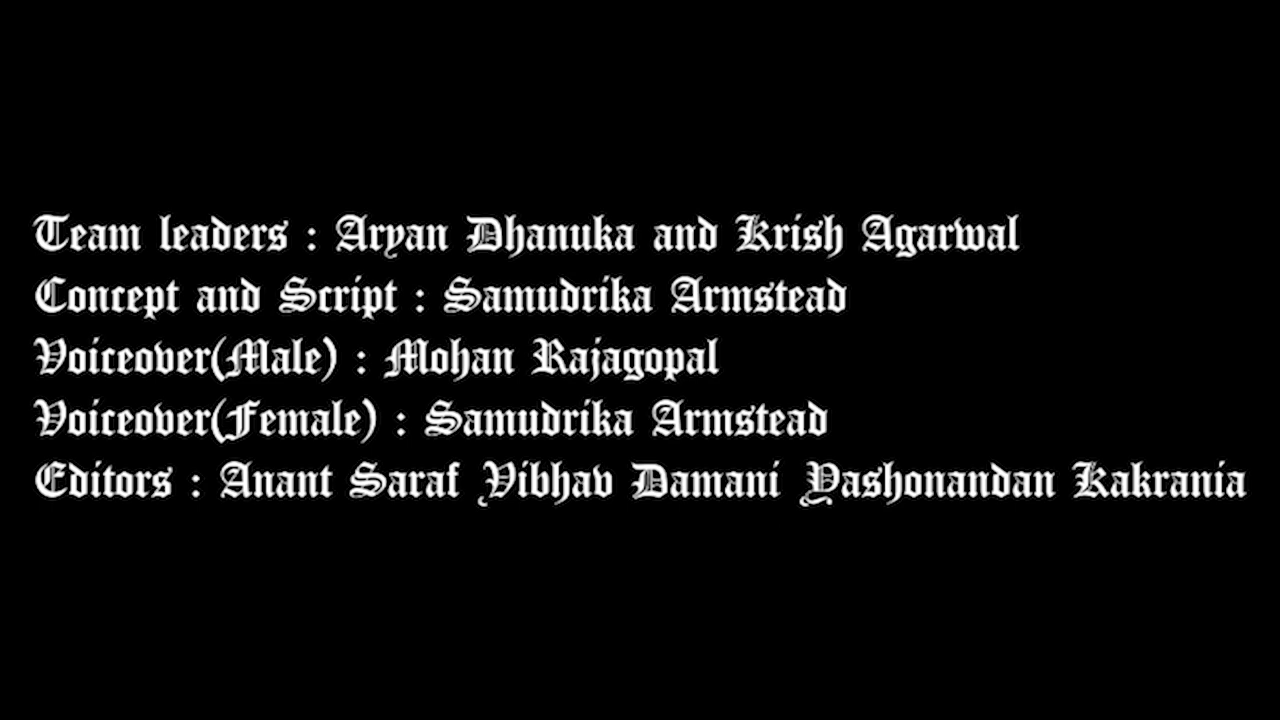 Team leaders : Aryan Dhanuka and Krish Agarwal
Concept and Script : Samudrika Armstead
Voiceover(Male) : Mohan Rajagopal
Voiceover(Female) : Samudrika Armstead
Editors : Anant Saraf Vibhav Damani Yashonandan Kakrania